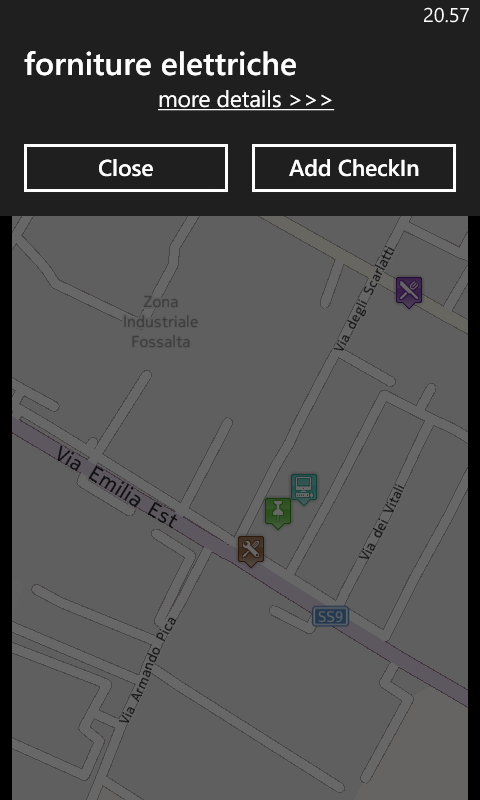 20.57
forniture elettriche
more details >>>
Close
Add CheckIn
Zona
Industriale
Fossalta
Via degli Scarlatti
Via Emilia Est
Via dei Vitali
SS9
Via Armando Pica